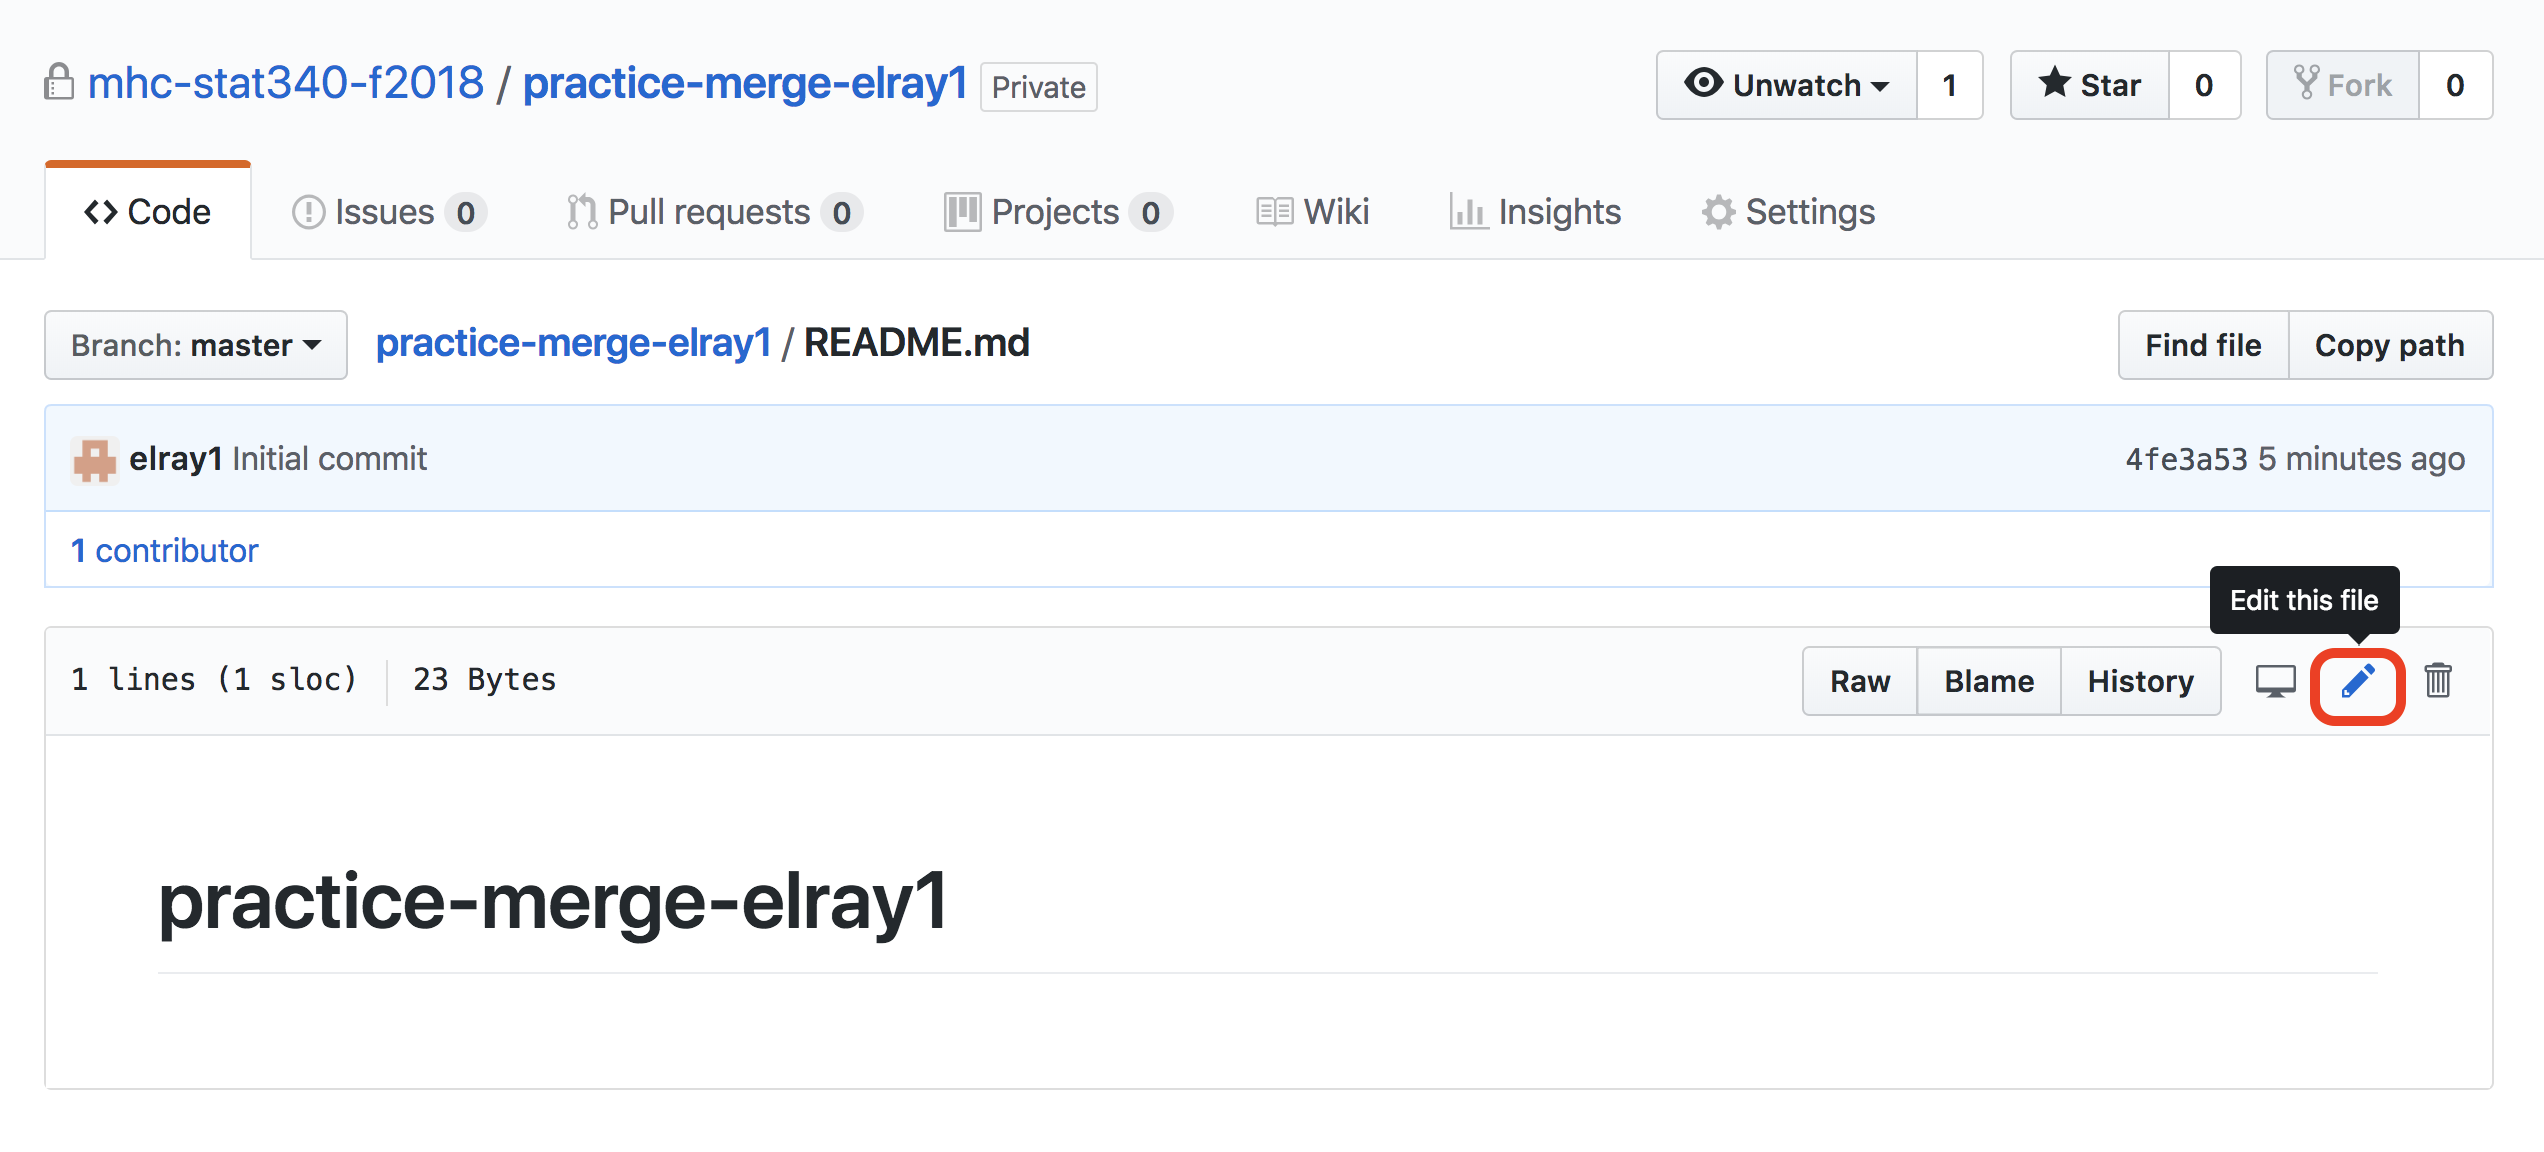 mhc-stat340-f2018 / practice-merge-elray1 Private Unwatch 1 Star 0 Fork 0
Code Issues 0 Pull requests 0 Projects 0 Wiki Insights Settings
Branch: master practice-merge-elray1 / README.md Find file Copy path
elray1 Initial commit 4fe3a53 5 minutes ago
1 contributor
Edit this file
1 lines (1 sloc) 23 Bytes Raw Blame History
practice-merge-elray1